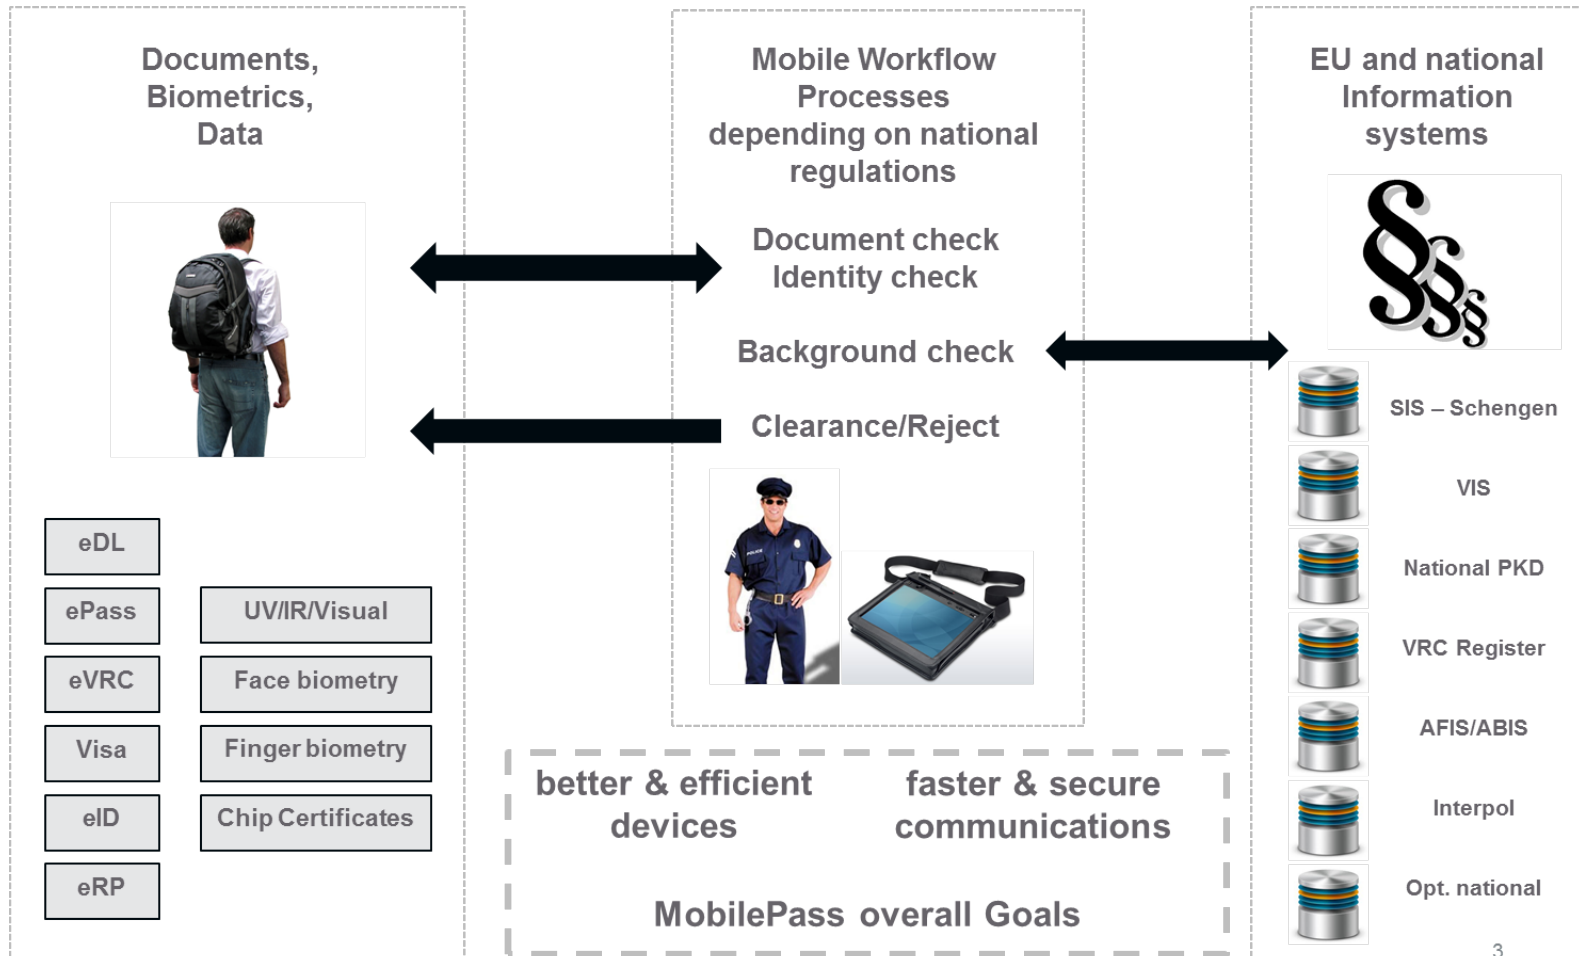 Documents,
Biometrics,
Data
eDL
ePass
eVRC
Visa
eID
eRP
UV/IR/Visual
Face biometry
Finger biometry
Chip Certificates
Mobile Workflow
Processes
depending on national
regulations
Document check
Identity check
Background check
Clearance/Reject
POLICE
better & efficient
devices
faster & secure
communications
MobilePass overall Goals
EU and national
Information
systems
§§§
SIS – Schengen
VIS
National PKD
VRC Register
AFIS/ABIS
Interpol
Opt. national
3